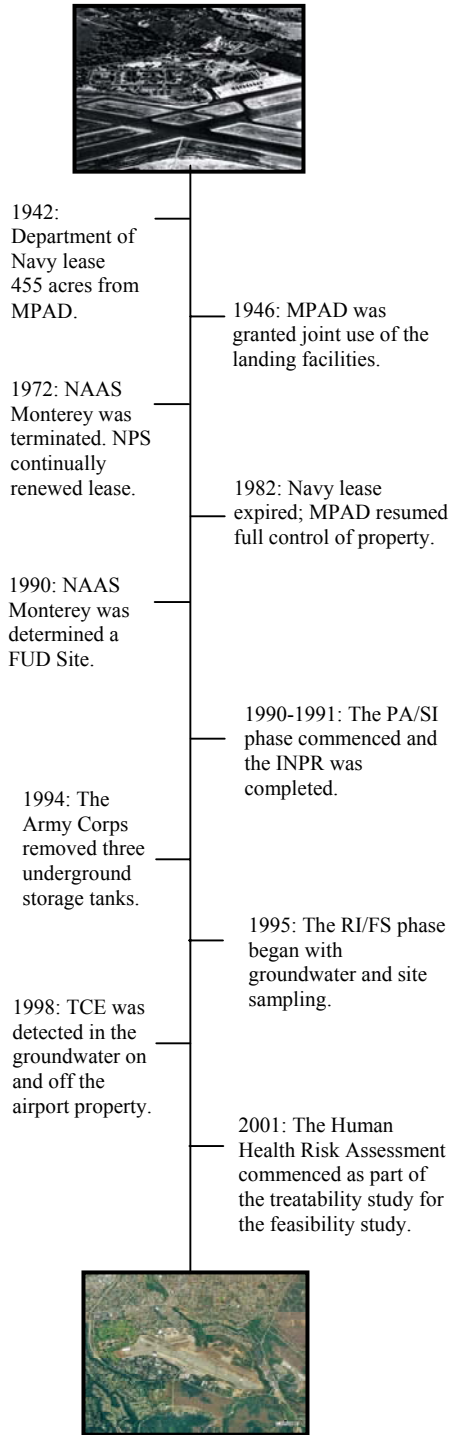 1942:
Department of
Navy lease
455 acres from
MPAD.
1946: MPAD was
granted joint use of the
landing facilities.
1972: NAAS
Monterey was
terminated. NPS
continually
renewed lease.
1982: Navy lease
expired; MPAD resumed
full control of property.
1990: NAAS
Monterey was
determined a
FUD Site.
1990-1991: The PA/SI
phase commenced and
the INPR was
completed.
1994: The
Army Corps
removed three
underground
storage tanks.
1995: The RI/FS phase
began with
groundwater and site
sampling.
1998: TCE was
detected in the
groundwater on
and off the
airport property.
2001: The Human
Health Risk Assessment
commenced as part of
the treatability study for
the feasibility study.